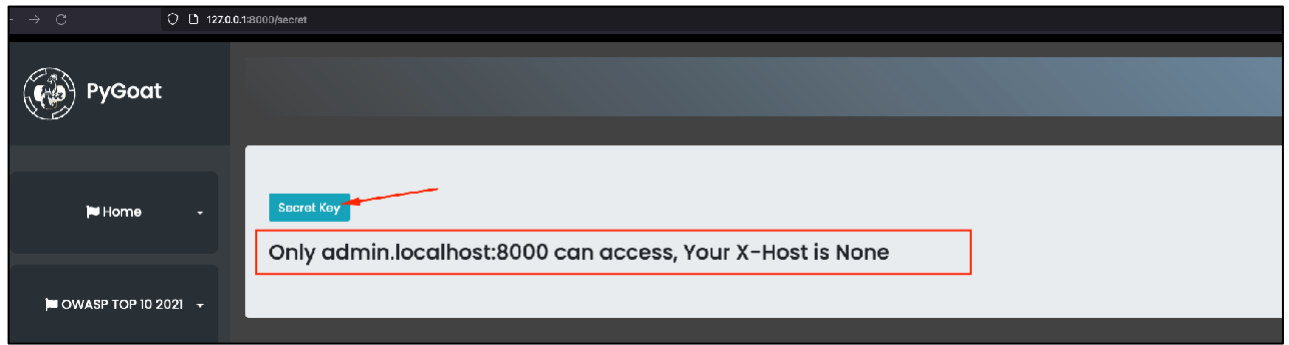 127.0.0.1:8000/secret
PyGoat
Home
OWASP TOP 10 2021
Secret Key
Only admin.localhost:8000 can access, Your X-Host is None